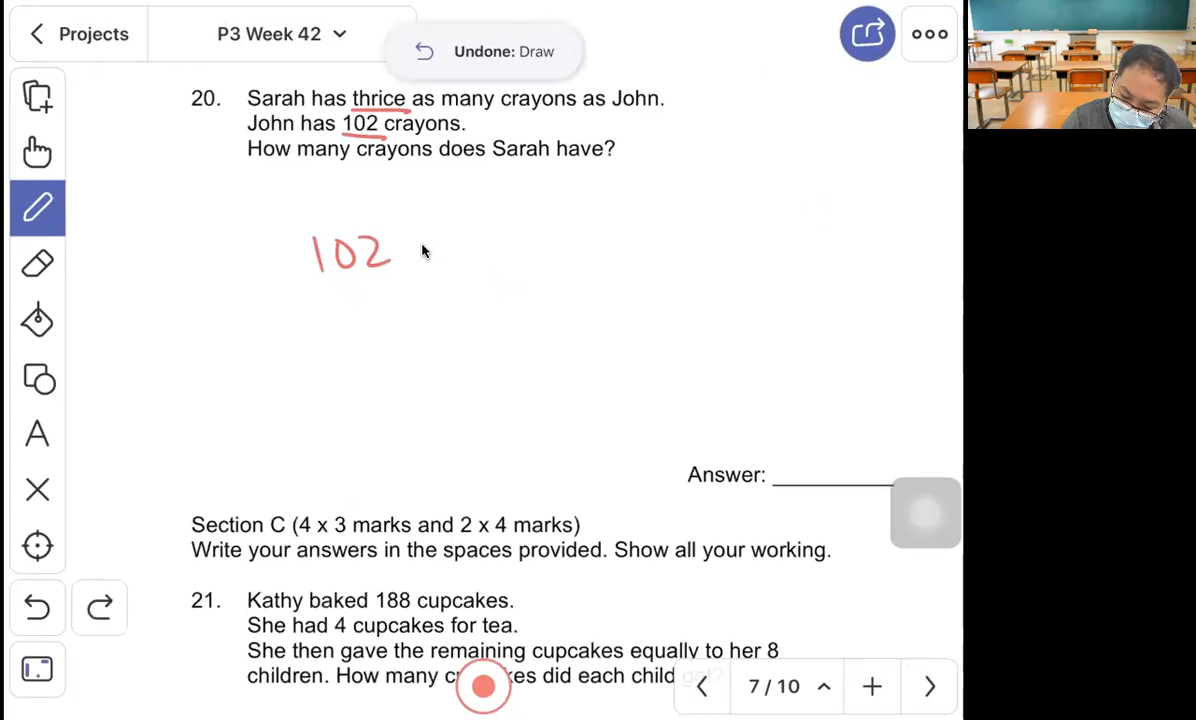 Projects
P3 Week 42
Undone: Draw
20. Sarah has thrice as many crayons as John.
John has 102 crayons.
How many crayons does Sarah have?
102
Answer: ____________
Section C (4 x 3 marks and 2 x 4 marks)
Write your answers in the spaces provided. Show all your working.
21. Kathy baked 188 cupcakes.
She had 4 cupcakes for tea.
She then gave the remaining cupcakes equally to her 8
children. How many did each child get?
7 / 10